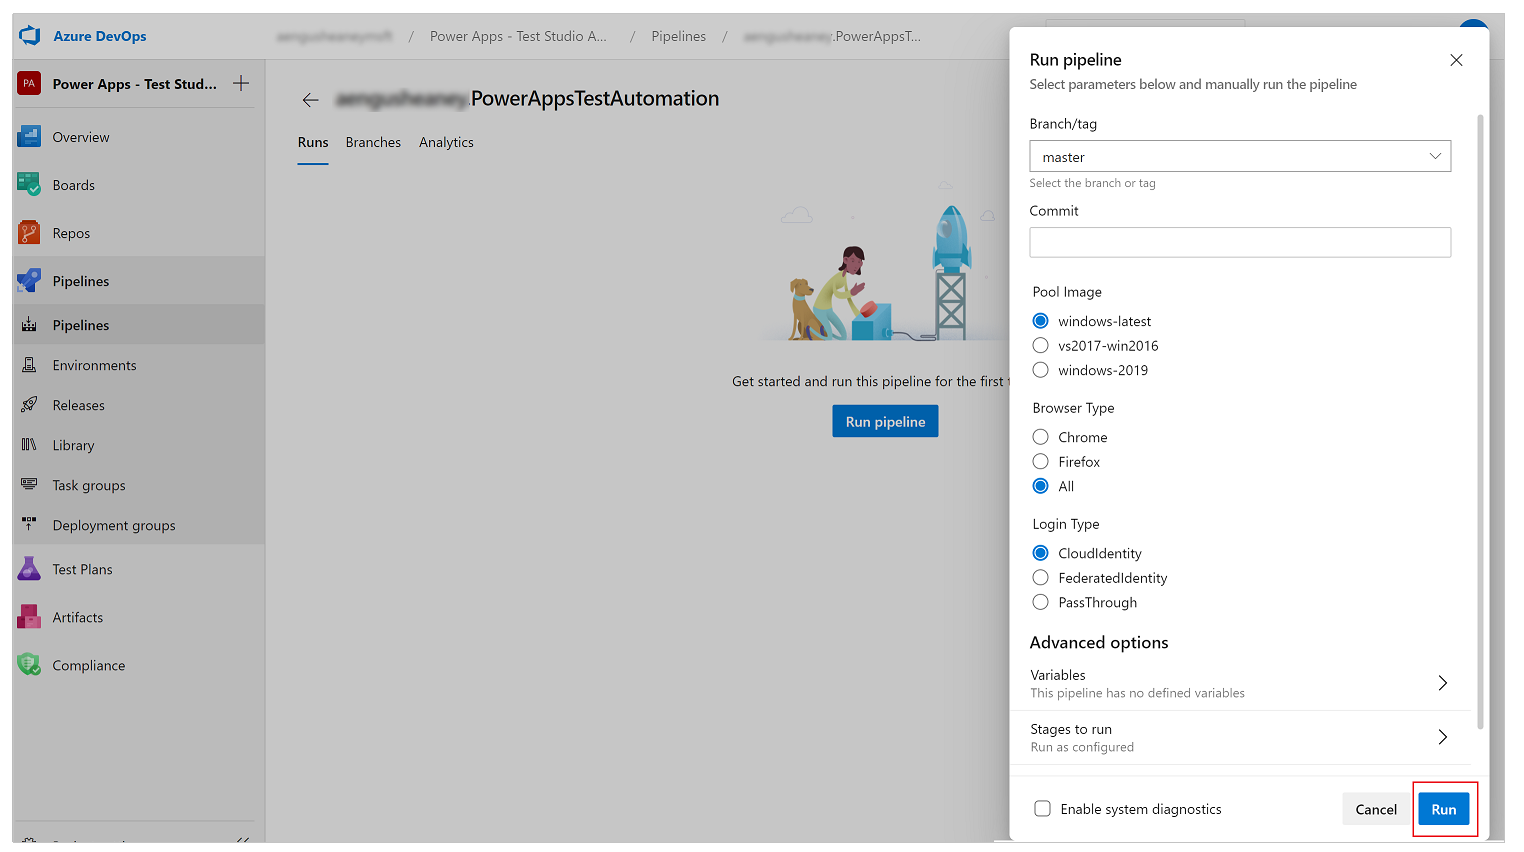 Azure DevOps
/ Power Apps - Test Studio A... / Pipelines / .PowerAppsT...
PA Power Apps - Test Stud...
Overview
Boards
Repos
Pipelines
Pipelines
Environments
Releases
Library
Task groups
Deployment groups
Test Plans
Artifacts
Compliance
.PowerAppsTestAutomation
Runs Branches Analytics
Get started and run this pipeline for the first
Run pipeline
Run pipeline
Select parameters below and manually run the pipeline
Branch/tag
master
Select the branch or tag
Commit
Pool Image
windows-latest
vs2017-win2016
windows-2019
Browser Type
Chrome
Firefox
All
Login Type
CloudIdentity
FederatedIdentity
PassThrough
Advanced options
Variables
This pipeline has no defined variables
Stages to run
Run as configured
Enable system diagnostics
Cancel
Run